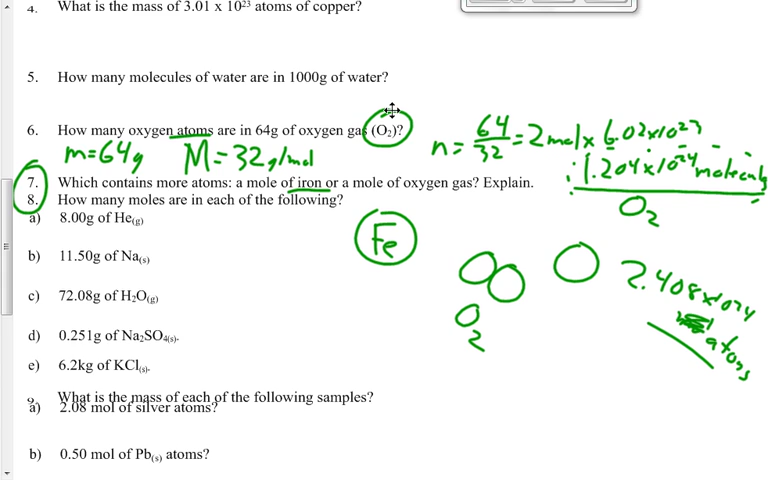 4. What is the mass of 3.01 x 10²³ atoms of copper?
5. How many molecules of water are in 1000g of water?
6. How many oxygen atoms are in 64g of oxygen gas (O₂)?
n = 64/32 = 2 mol x 6.02x10²³
m=64g M=32g/mol
: 1.204x10²⁴ molecules
O₂
7. Which contains more atoms: a mole of iron or a mole of oxygen gas? Explain.
8. How many moles are in each of the following?
a) 8.00g of He(g)
Fe
b) 11.50g of Na(s)
O₂
2.408x10²⁴
atoms
c) 72.08g of H₂O(g)
d) 0.251g of Na₂SO₄(s).
e) 6.2kg of KCl(s).
9. What is the mass of each of the following samples?
a) 2.08 mol of silver atoms?
b) 0.50 mol of Pb(s) atoms?